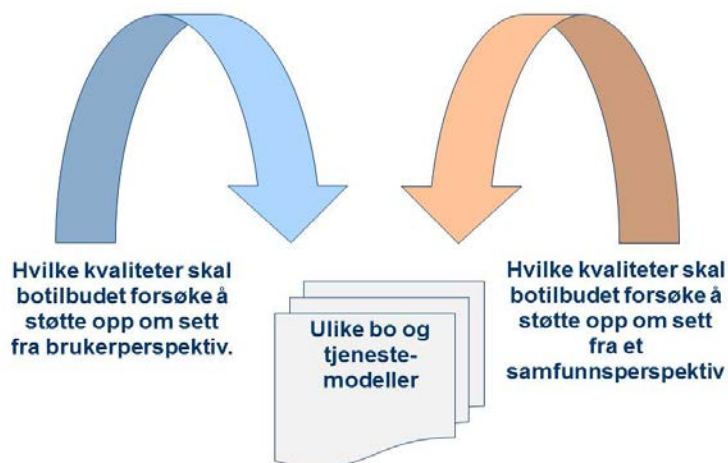 Hvilke kvaliteter skal
botilbudet forsøke å
støtte opp om sett
fra brukerperspektiv.
Ulike bo og
tjeneste-
modeller
Hvilke kvaliteter skal
botilbudet forsøke å
støtte opp om sett
fra et
samfunnsperspektiv